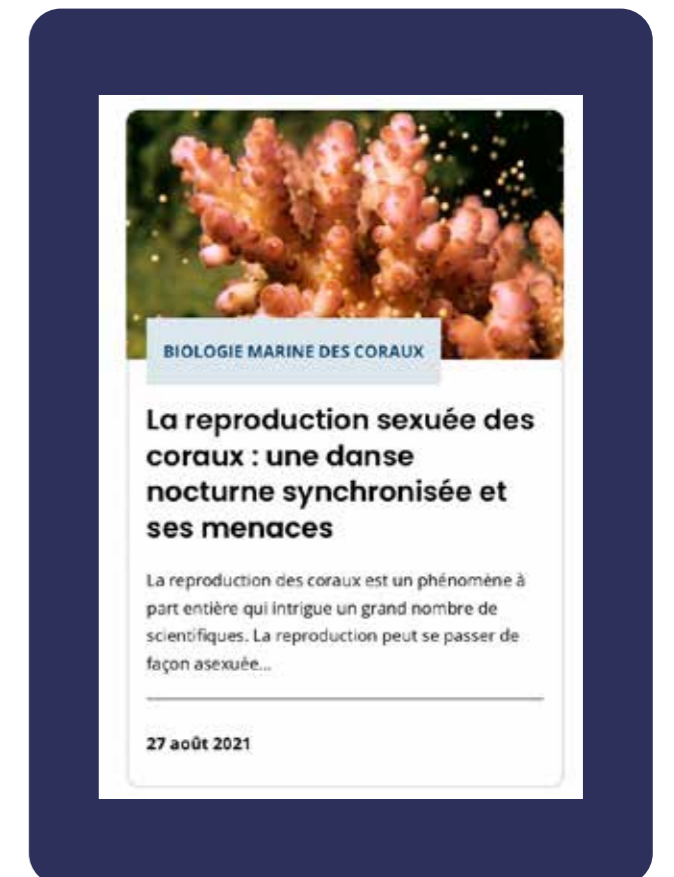 BIOLOGIE MARINE DES CORAUX
La reproduction sexuée des
coraux : une danse
nocturne synchronisée et
ses menaces
La reproduction des coraux est un phénomène à
part entière qui intrigue un grand nombre de
scientifiques. La reproduction peut se passer de
façon asexuée...
27 août 2021